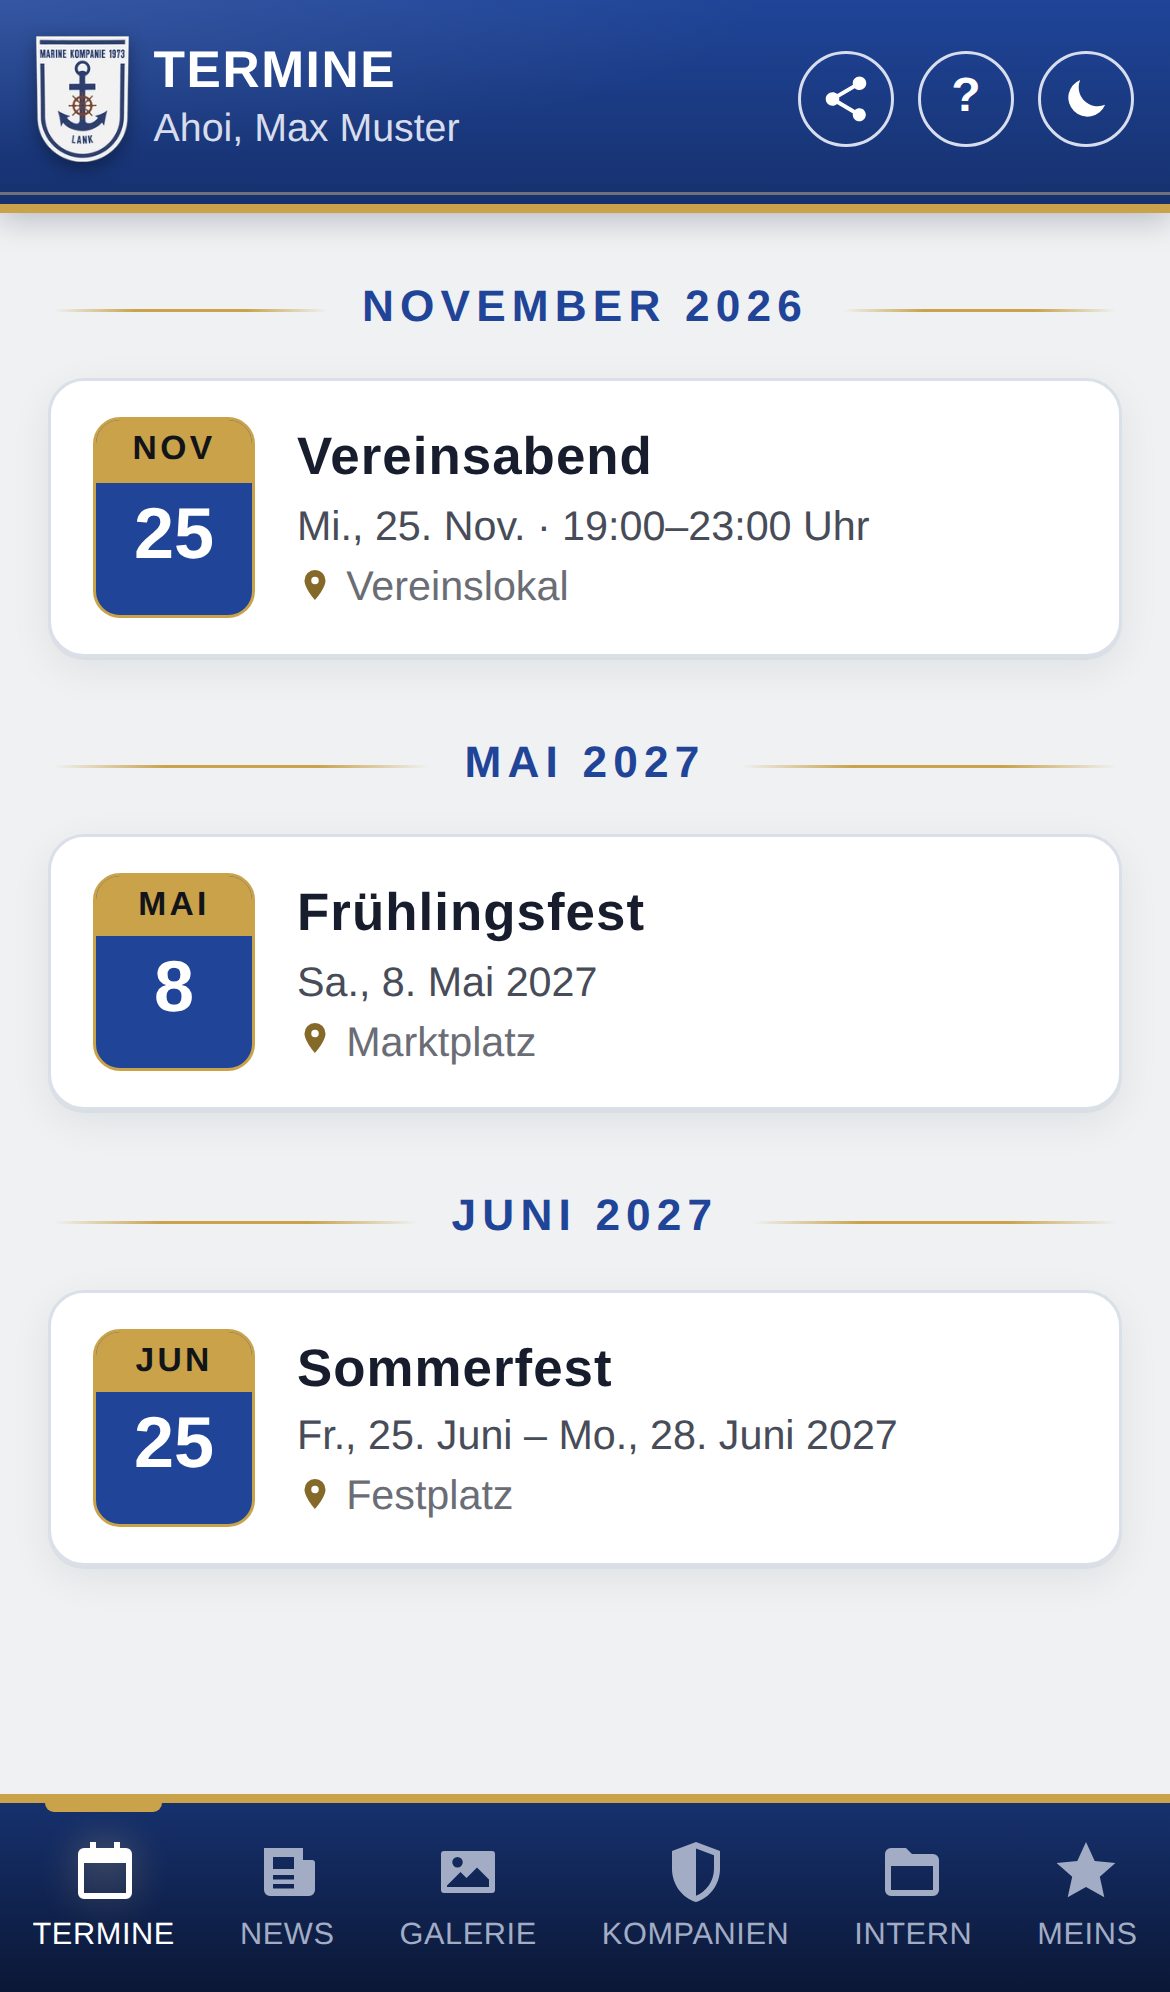 MARINE KOMPANIE 1973
LANK
TERMINE
Ahoi, Max Muster
?
NOVEMBER 2026
NOV
25
Vereinsabend
Mi., 25. Nov. · 19:00–23:00 Uhr
Vereinslokal
MAI 2027
MAI
8
Frühlingsfest
Sa., 8. Mai 2027
Marktplatz
JUNI 2027
JUN
25
Sommerfest
Fr., 25. Juni – Mo., 28. Juni 2027
Festplatz
TERMINE
NEWS
GALERIE
KOMPANIEN
INTERN
MEINS